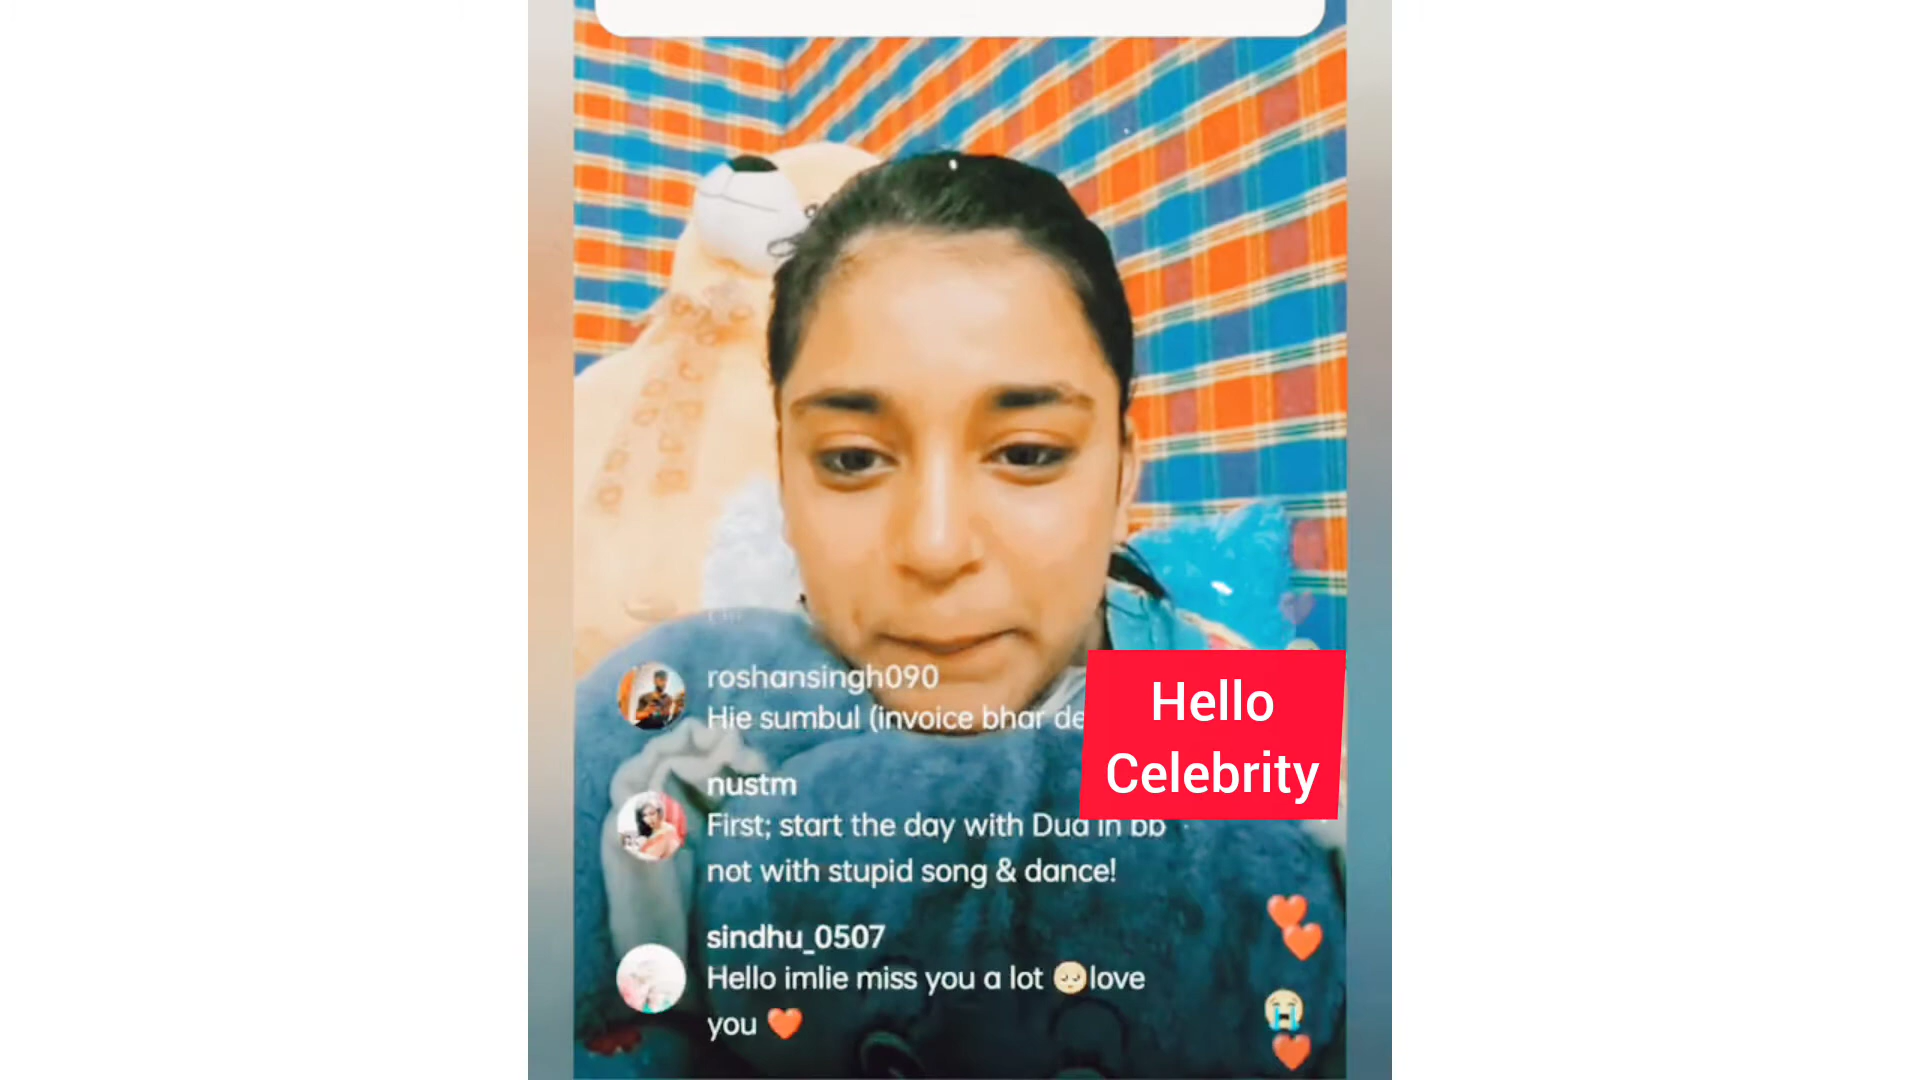 roshansingh090
Hie sumbul (invoice bhar de
nustm
First; start the day with Dua in bb
not with stupid song & dance!
sindhu_0507
Hello imlie miss you a lot 🥺love
you ❤️
Hello
Celebrity